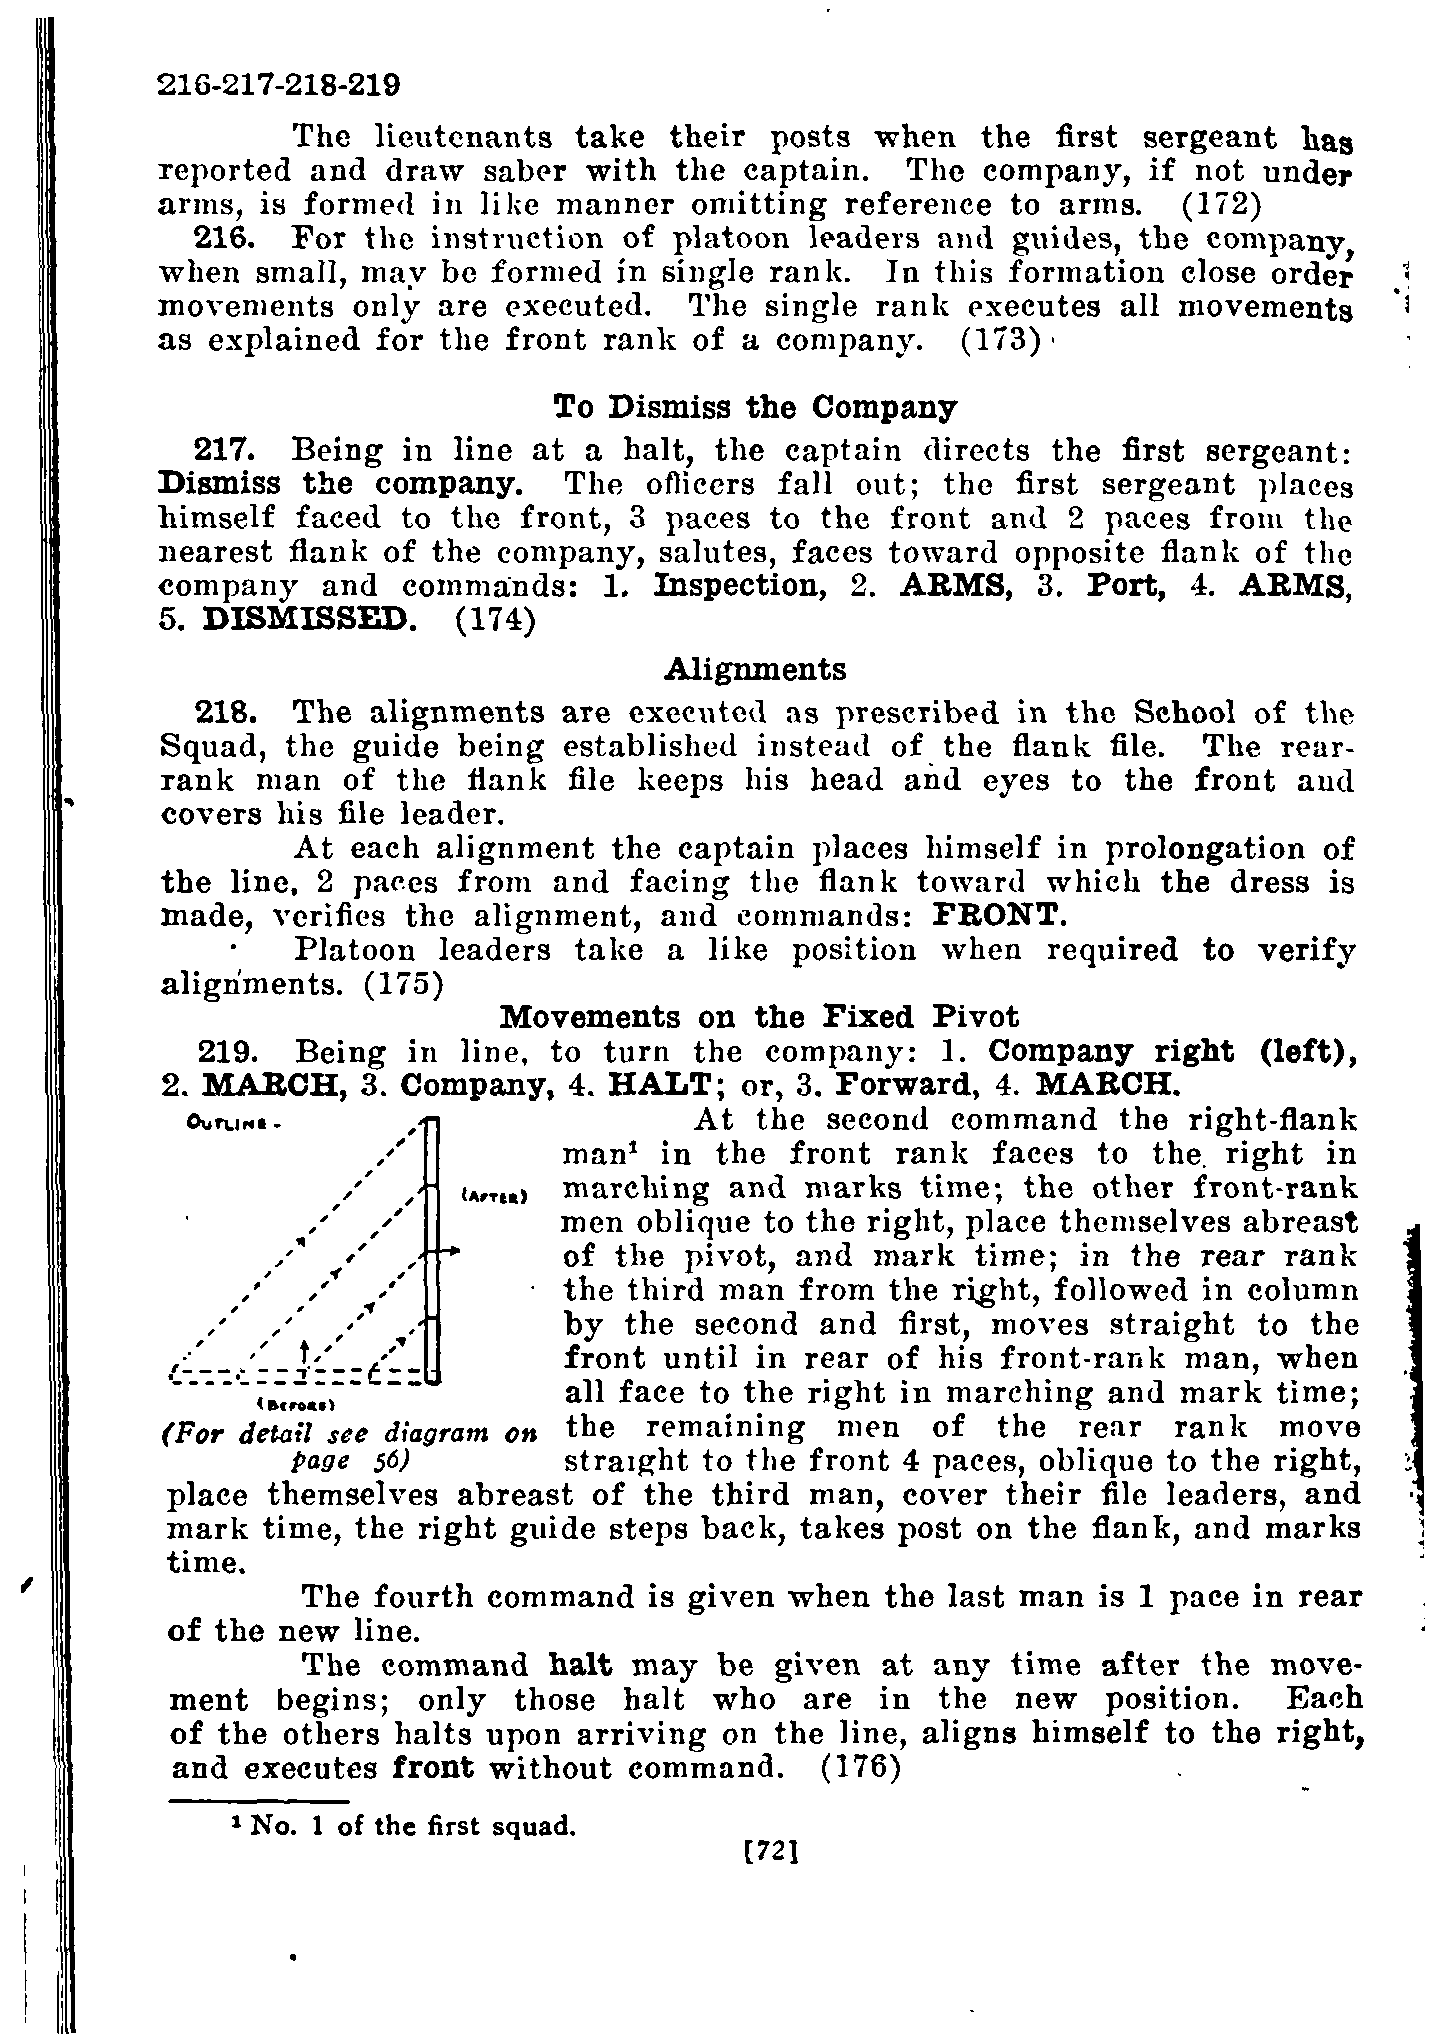 216-217-218-219
The lieutenants take their posts when the first sergeant has
reported and draw saber with the captain. The company, if not under
arms, is formed in like manner omitting reference to arms. (172)
216. For the instruction of platoon leaders and guides, the company,
when small, may be formed in single rank. In this formation close order
movements only are executed. The single rank executes all movements
as explained for the front rank of a company. (173)
To Dismiss the Company
217. Being in line at a halt, the captain directs the first sergeant:
Dismiss the company. The officers fall out; the first sergeant places
himself faced to the front, 3 paces to the front and 2 paces from the
nearest flank of the company, salutes, faces toward opposite flank of the
company and commands: 1. Inspection, 2. ARMS, 3. Port, 4. ARMS,
5. DISMISSED. (174)
Alignments
218. The alignments are executed as prescribed in the School of the
Squad, the guide being established instead of the flank file. The rear-
rank man of the flank file keeps his head and eyes to the front and
covers his file leader.
At each alignment the captain places himself in prolongation of
the line, 2 paces from and facing the flank toward which the dress is
made, verifies the alignment, and commands: FRONT.
Platoon leaders take a like position when required to verify
alignments. (175)
Movements on the Fixed Pivot
219. Being in line, to turn the company: 1. Company right (left),
2. MARCH, 3. Company, 4. HALT; or, 3. Forward, 4. MARCH.
OUTLINE-
(AFTER)
(BEFORE)
(For detail see diagram on
page 56)
At the second command the right-flank
man¹ in the front rank faces to the right in
marching and marks time; the other front-rank
men oblique to the right, place themselves abreast
of the pivot, and mark time; in the rear rank
the third man from the right, followed in column
by the second and first, moves straight to the
front until in rear of his front-rank man, when
all face to the right in marching and mark time;
the remaining men of the rear rank move
straight to the front 4 paces, oblique to the right,
place themselves abreast of the third man, cover their file leaders, and
mark time, the right guide steps back, takes post on the flank, and marks
time.
The fourth command is given when the last man is 1 pace in rear
of the new line.
The command halt may be given at any time after the move-
ment begins; only those halt who are in the new position. Each
of the others halts upon arriving on the line, aligns himself to the right,
and executes front without command. (176)
¹ No. 1 of the first squad.
[72]